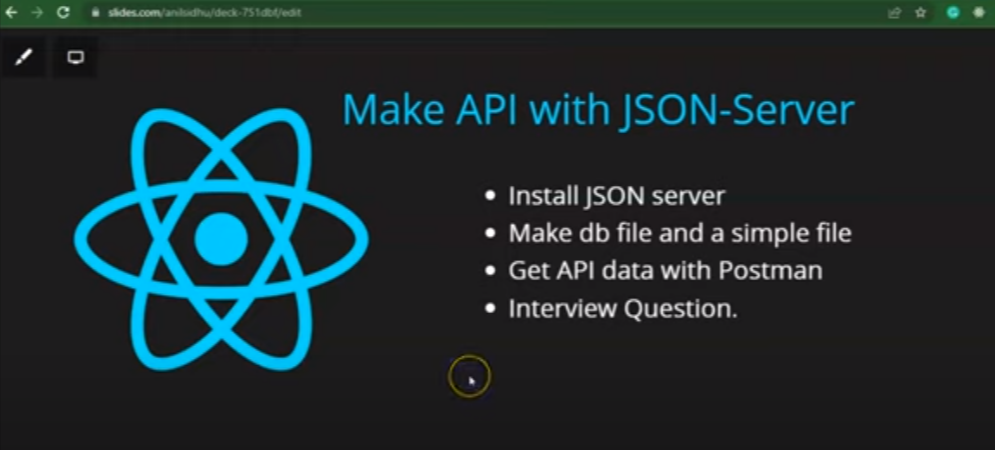 slides.com/anilsidhu/deck-751dbf/edit
Make API with JSON-Server
Install JSON server
Make db file and a simple file
Get API data with Postman
Interview Question.